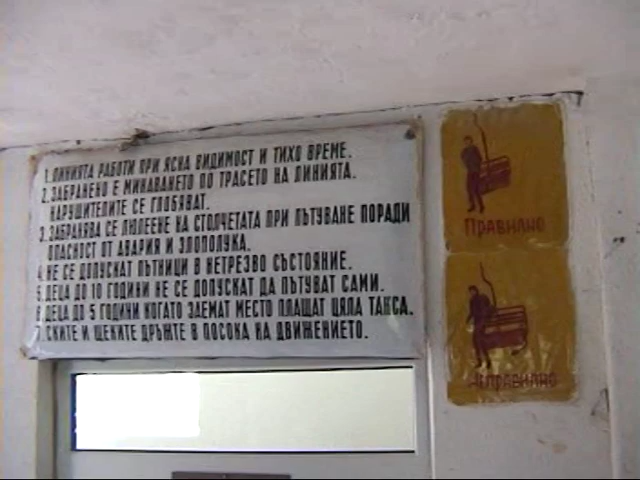 1. ЛИНИЯТА РАБОТИ ПРИ ЯСНА ВИДИМОСТ И ТИХО ВРЕМЕ.
2. ЗАБРАНЕНО Е МИНАВАНЕТО ПО ТРАСЕТО НА ЛИНИЯТА.
НАРУШИТЕЛИТЕ СЕ ГЛОБЯВАТ.
3. ЗАБРАНЯВА СЕ ЛЮЛЕЕНЕ НА СТОЛЧЕТАТА ПРИ ПЪТУВАНЕ ПОРАДИ
ОПАСНОСТ ОТ АВАРИЯ И ЗЛОПОЛУКА.
4. НЕ СЕ ДОПУСКАТ ПЪТНИЦИ В НЕТРЕЗВО СЪСТОЯНИЕ.
5. ДЕЦА ДО 10 ГОДИНИ НЕ СЕ ДОПУСКАТ ДА ПЪТУВАТ САМИ.
6. ДЕЦА ДО 5 ГОДИНИ КОГАТО ЗАЕМАТ МЕСТО ПЛАЩАТ ЦЯЛА ТАКСА.
7. СКИТЕ И ЩЕКИТЕ ДРЪЖТЕ В ПОСОКА НА ДВИЖЕНИЕТО.
Правилно
Неправилно